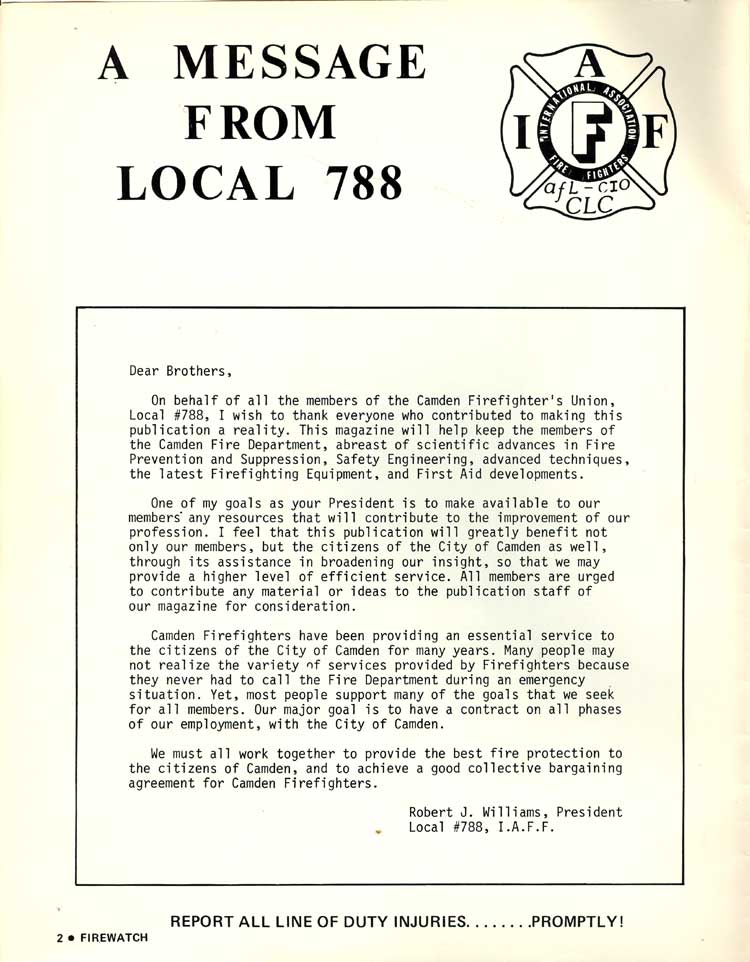 A MESSAGE
FROM
LOCAL 788
A
I F
INTERNATIONAL ASSOCIATION
F
FIRE FIGHTERS
afL-CIO
CLC
Dear Brothers,
On behalf of all the members of the Camden Firefighter's Union,
Local #788, I wish to thank everyone who contributed to making this
publication a reality. This magazine will help keep the members of
the Camden Fire Department, abreast of scientific advances in Fire
Prevention and Suppression, Safety Engineering, advanced techniques,
the latest Firefighting Equipment, and First Aid developments.
One of my goals as your President is to make available to our
members any resources that will contribute to the improvement of our
profession. I feel that this publication will greatly benefit not
only our members, but the citizens of the City of Camden as well,
through its assistance in broadening our insight, so that we may
provide a higher level of efficient service. All members are urged
to contribute any material or ideas to the publication staff of
our magazine for consideration.
Camden Firefighters have been providing an essential service to
the citizens of the City of Camden for many years. Many people may
not realize the variety of services provided by Firefighters because
they never had to call the Fire Department during an emergency
situation. Yet, most people support many of the goals that we seek
for all members. Our major goal is to have a contract on all phases
of our employment, with the City of Camden.
We must all work together to provide the best fire protection to
the citizens of Camden, and to achieve a good collective bargaining
agreement for Camden Firefighters.
Robert J. Williams, President
Local #788, I.A.F.F.
REPORT ALL LINE OF DUTY INJURIES........PROMPTLY!
2 ● FIREWATCH